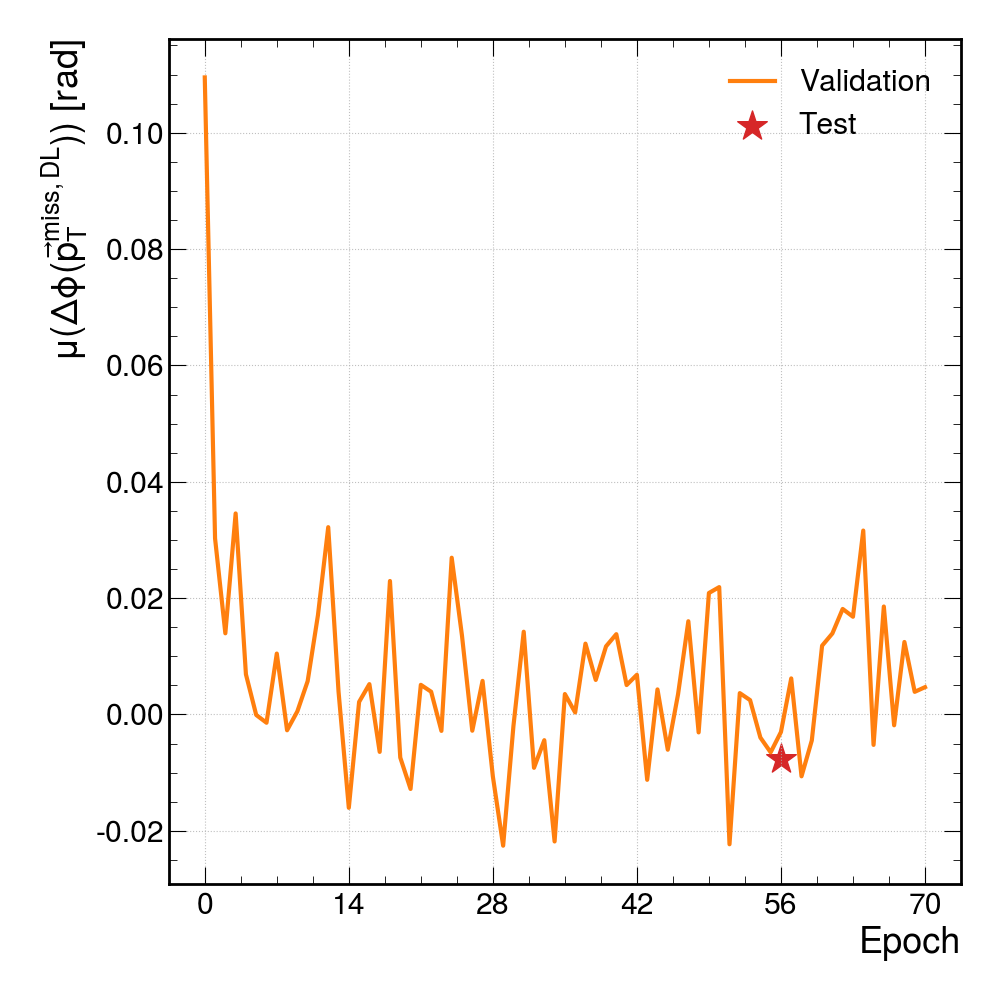 μ(Δϕ(p⃗_T^miss, DL)) [rad]
Validation
Test
0.10
0.08
0.06
0.04
0.02
0.00
-0.02
0 14 28 42 56 70
Epoch